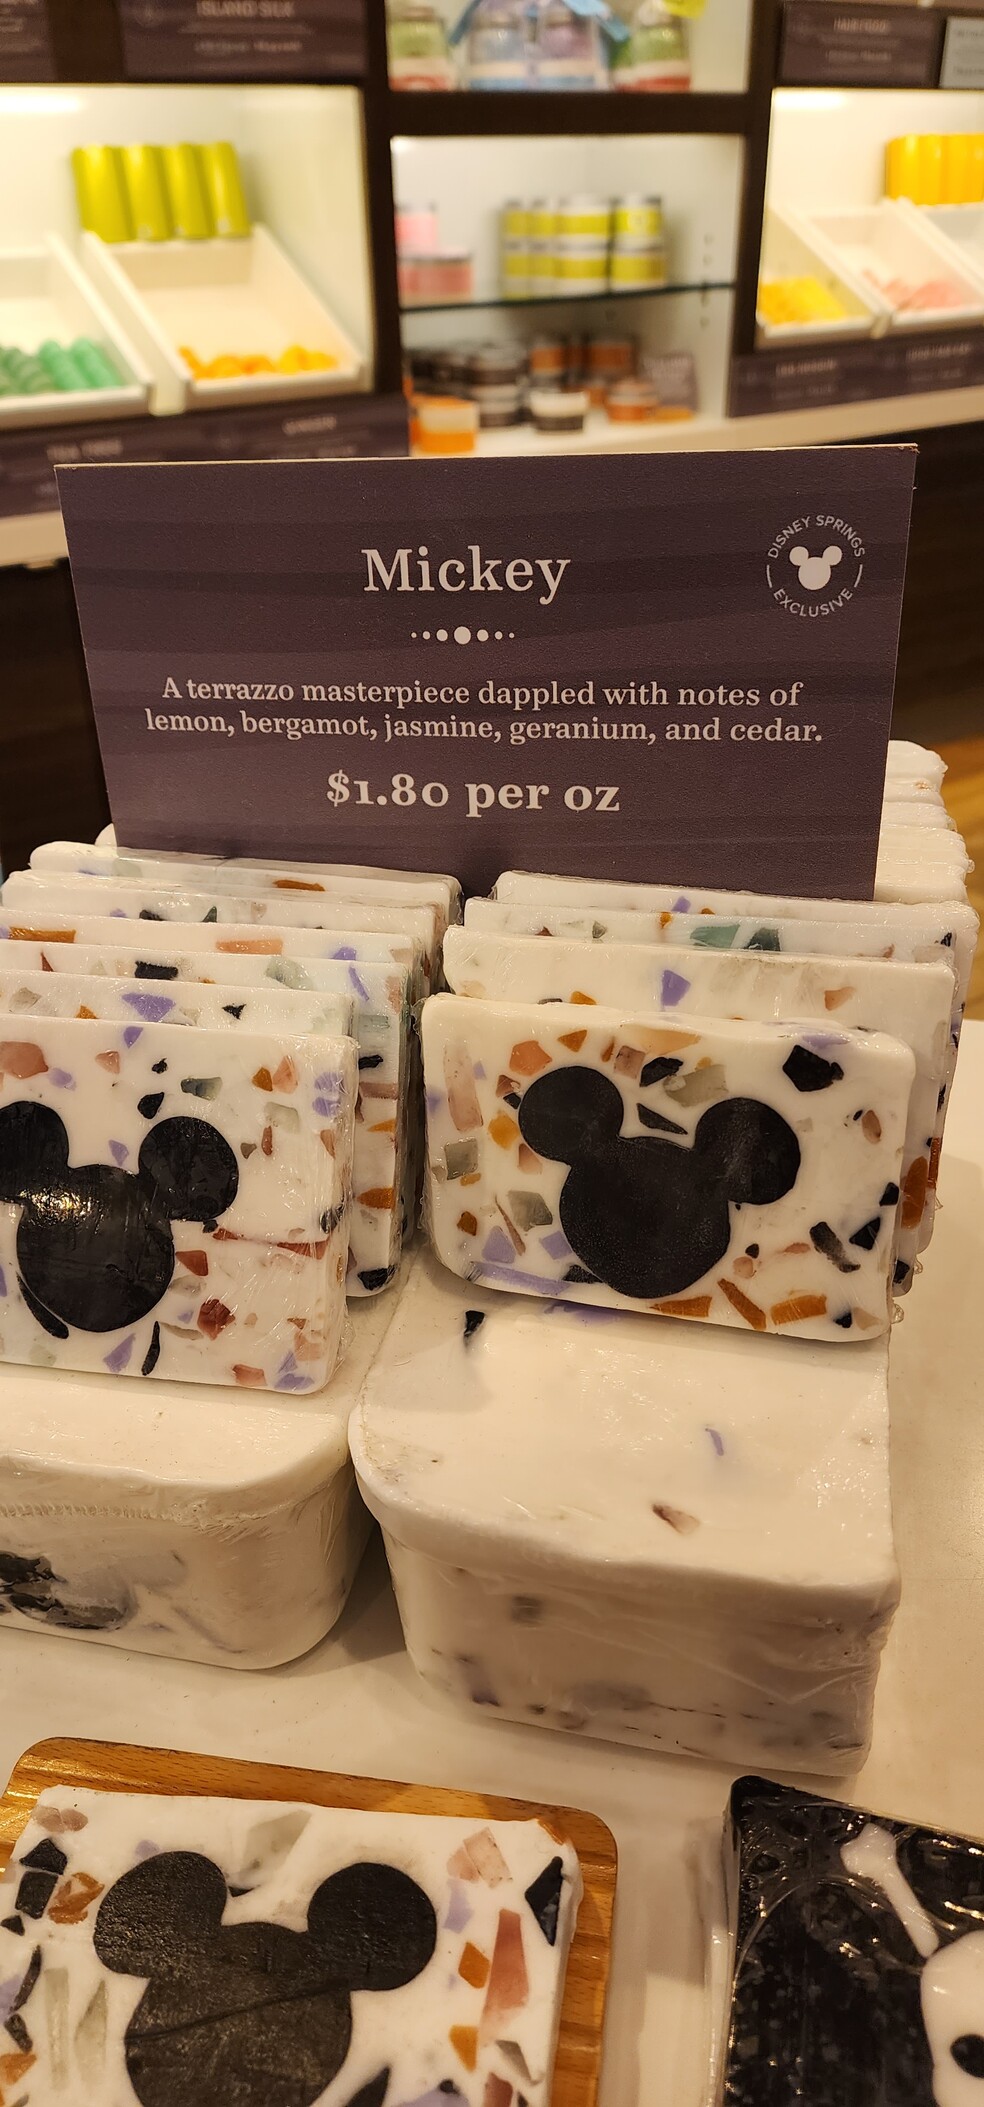 ISLAND SILK
Mickey
DISNEY SPRINGS
EXCLUSIVE
A terrazzo masterpiece dappled with notes of
lemon, bergamot, jasmine, geranium, and cedar.
$1.80 per oz